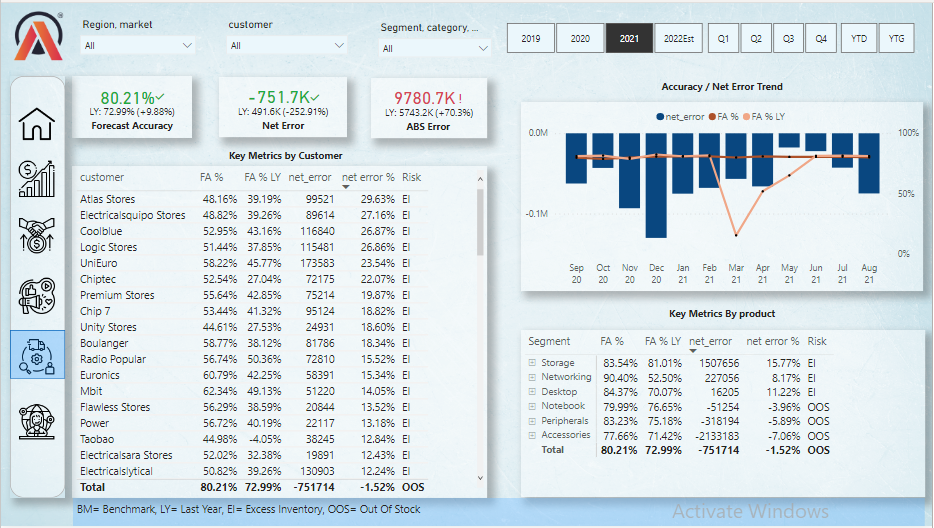 Region, market
customer
Segment, category, ...
All
All
All
2019 2020 2021 2022Est Q1 Q2 Q3 Q4 YTD YTG
80.21%
LY: 72.99% (+9.88%)
Forecast Accuracy
-751.7K
LY: 491.6K (-252.91%)
Net Error
9780.7K !
LY: 5743.2K (+70.3%)
ABS Error
Key Metrics by Customer
customer FA % FA % LY net_error net error % Risk
Atlas Stores 48.16% 39.19% 99521 29.63% EI
Electricalsquipo Stores 48.82% 39.26% 89614 27.16% EI
Coolblue 52.95% 43.16% 116840 26.87% EI
Logic Stores 51.44% 37.85% 115481 26.86% EI
UniEuro 58.22% 45.77% 173583 23.54% EI
Chiptec 52.54% 27.04% 72175 22.07% EI
Premium Stores 55.64% 42.85% 75214 19.87% EI
Chip 7 53.44% 41.32% 95124 18.82% EI
Unity Stores 44.61% 27.53% 24931 18.60% EI
Boulanger 58.77% 38.12% 81786 18.34% EI
Radio Popular 56.74% 50.36% 72810 15.52% EI
Euronics 60.79% 42.25% 58391 15.34% EI
Mbit 62.34% 49.13% 51220 14.05% EI
Flawless Stores 56.29% 38.59% 20844 13.52% EI
Power 56.72% 40.19% 22117 13.18% EI
Taobao 44.98% -4.05% 38245 12.84% EI
Electricalsara Stores 52.02% 32.38% 19891 12.43% EI
Electricalslytical 50.82% 39.26% 130903 12.24% EI
Total 80.21% 72.99% -751714 -1.52% OOS
Accuracy / Net Error Trend
net_error FA % FA % LY
0.0M
-0.1M
100%
50%
0%
Sep Oct Nov Dec Jan Feb Mar Apr May Jun Jul Aug
20 20 20 20 21 21 21 21 21 21 21 21
Key Metrics By product
Segment FA % FA % LY net_error net error % Risk
Storage 83.54% 81.01% 1507656 15.77% EI
Networking 90.40% 52.50% 227056 8.17% EI
Desktop 84.37% 70.07% 16205 11.22% EI
Notebook 79.99% 76.65% -51254 -3.96% OOS
Peripherals 83.23% 75.18% -318194 -5.89% OOS
Accessories 77.66% 71.42% -2133183 -7.06% OOS
Total 80.21% 72.99% -751714 -1.52% OOS
BM= Benchmark, LY= Last Year, EI= Excess Inventory, OOS= Out Of Stock
Activate Windows